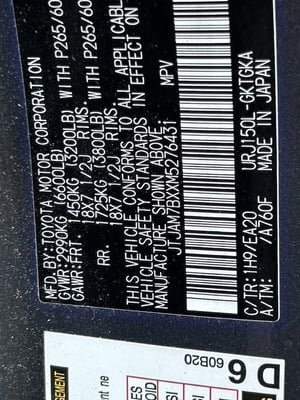 MFD.BY:TOYOTA MOTOR CORPORATION
GVWR:2990KG(6600LB)
GAWR:FRT. 1450KG(3200LB) WITH P265/60
18X7 1/2J RIMS,
RR. 1725KG(3800LB) WITH P265/60
18X7 1/2J RIMS,
THIS VEHICLE CONFORMS TO ALL APPLICABLE
VEHICLE SAFETY STANDARDS IN EFFECT ON
MANUFACTURE SHOWN ABOVE.
JTJAM7BXXM5276431 MPV
C/TR:1H9/EA20 URJ150L-GKTGKA
A/TM: /A760F MADE IN JAPAN
D6
60B20